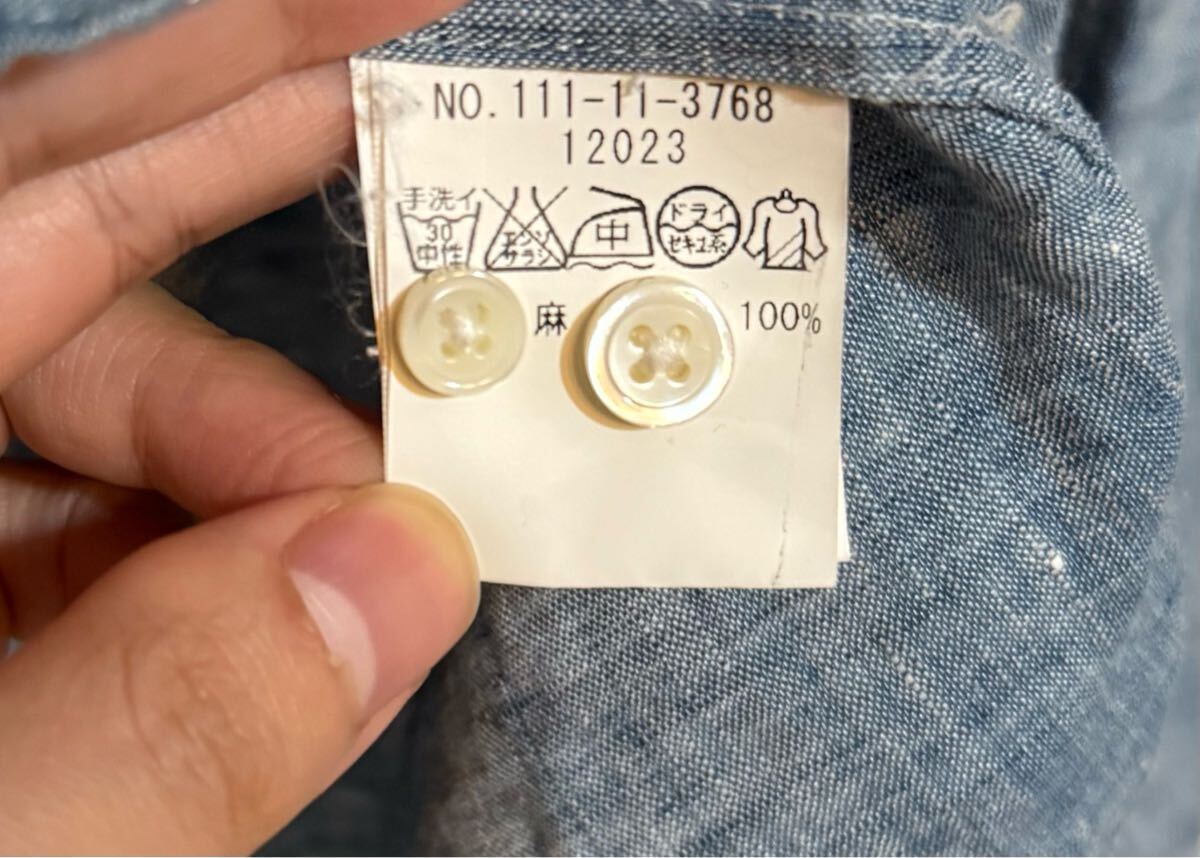 NO. 111-11-3768
12023
手洗イ
30
中性
エンソ
サラシ
中
ドライ
セキユ系
麻 100%